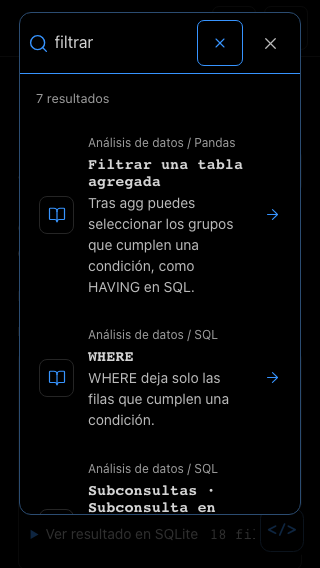 filtrar
7 resultados
Análisis de datos / Pandas
Filtrar una tabla
agregada
Tras agg puedes
seleccionar los grupos
que cumplen una
condición, como
HAVING en SQL.
Análisis de datos / SQL
WHERE
WHERE deja solo las
filas que cumplen una
condición.
Análisis de datos / SQL
Subconsultas ·
Subconsulta en
Ver resultado en SQLite 18 fi
</>